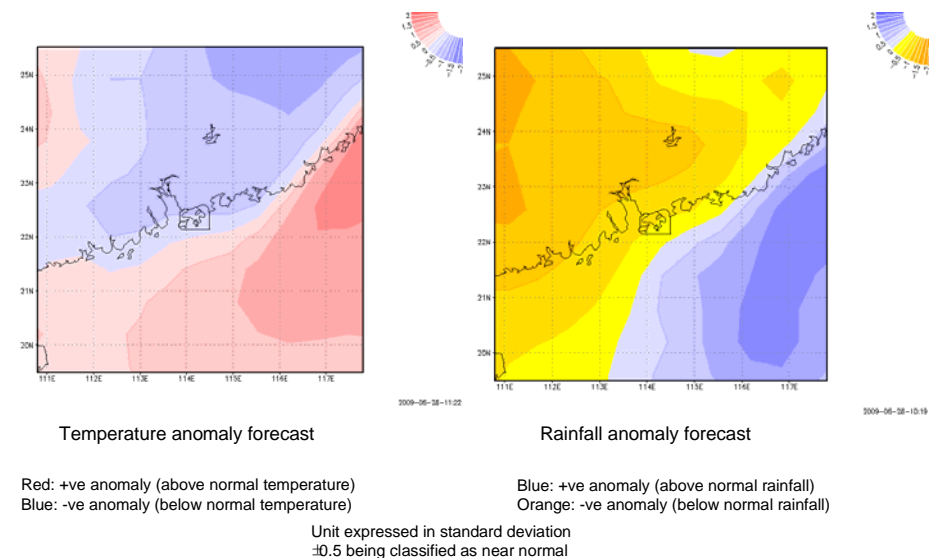 25N
24N
23N
22N
21N
20N
111E 112E 113E 114E 115E 116E 117E
2009-06-28-11:22
25N
24N
23N
22N
21N
20N
111E 112E 113E 114E 115E 116E 117E
2009-06-28-10:19
Temperature anomaly forecast
Rainfall anomaly forecast
Red: +ve anomaly (above normal temperature)
Blue: -ve anomaly (below normal temperature)
Blue: +ve anomaly (above normal rainfall)
Orange: -ve anomaly (below normal rainfall)
Unit expressed in standard deviation
±0.5 being classified as near normal